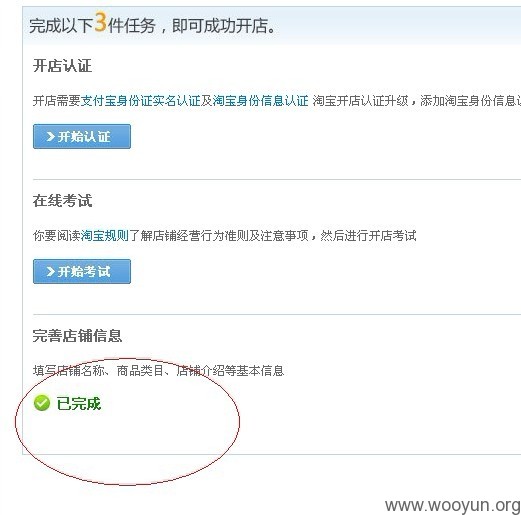 完成以下3件任务，即可成功开店。
开店认证
开店需要支付宝身份证实名认证及淘宝身份信息认证 淘宝开店认证升级，添加淘宝身份信息
开始认证
在线考试
你要阅读淘宝规则了解店铺经营行为准则及注意事项，然后进行开店考试
开始考试
完善店铺信息
填写店铺名称、商品类目、店铺介绍等基本信息
已完成
www.wooyun.org